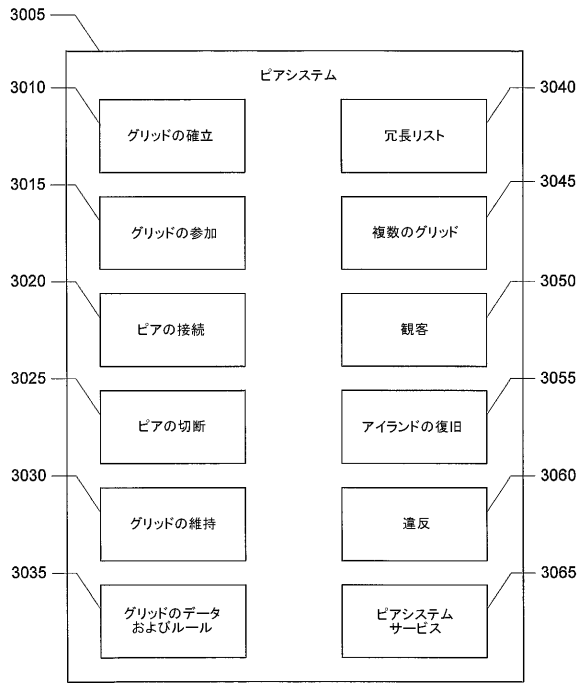 3005
ピアシステム
3010
グリッドの確立
3015
グリッドの参加
3020
ピアの接続
3025
ピアの切断
3030
グリッドの維持
3035
グリッドのデータ
およびルール
3040
冗長リスト
3045
複数のグリッド
3050
観客
3055
アイランドの復旧
3060
違反
3065
ピアシステム
サービス